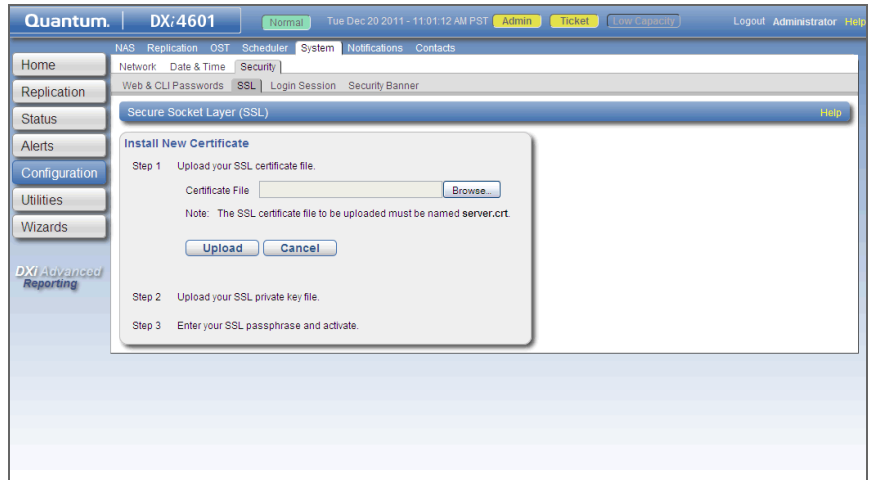 Quantum. DXi4601 Normal Tue Dec 20 2011 - 11:01:12 AM PST Admin Ticket Low Capacity Logout Administrator Help
NAS Replication OST Scheduler System Notifications Contacts
Home
Network Date & Time Security
Replication
Web & CLI Passwords SSL Login Session Security Banner
Status
Secure Socket Layer (SSL) Help
Alerts
Install New Certificate
Configuration
Step 1 Upload your SSL certificate file.
Utilities
Certificate File Browse...
Wizards
Note: The SSL certificate file to be uploaded must be named server.crt.
Upload Cancel
DXi Advanced
Reporting
Step 2 Upload your SSL private key file.
Step 3 Enter your SSL passphrase and activate.